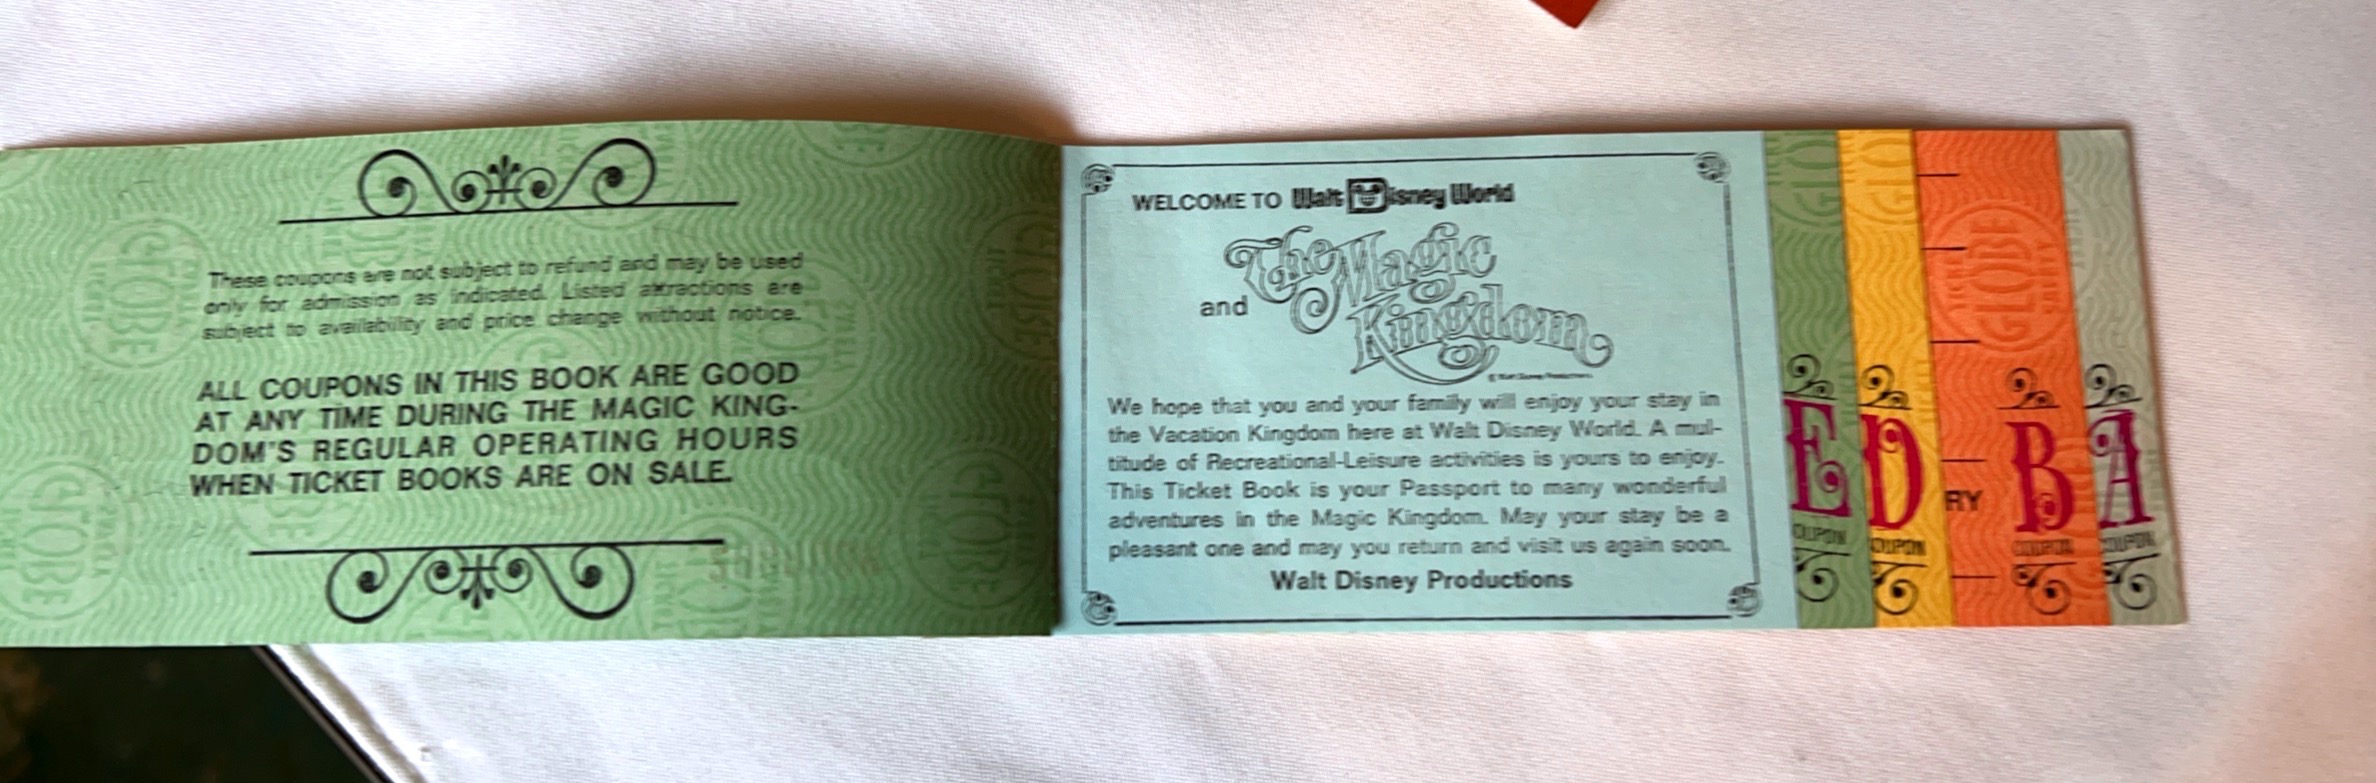 These coupons are not subject to refund and may be used
only for admission as indicated. Listed attractions are
subject to availability and price change without notice.
ALL COUPONS IN THIS BOOK ARE GOOD
AT ANY TIME DURING THE MAGIC KING-
DOM'S REGULAR OPERATING HOURS
WHEN TICKET BOOKS ARE ON SALE.
WELCOME TO Walt Disney World
and The Magic Kingdom
We hope that you and your family will enjoy your stay in
the Vacation Kingdom here at Walt Disney World. A mul-
titude of Recreational-Leisure activities is yours to enjoy.
This Ticket Book is your Passport to many wonderful
adventures in the Magic Kingdom. May your stay be a
pleasant one and may you return and visit us again soon.
Walt Disney Productions
E
COUPON
D
COUPON
RY
B
COUPON
A
COUPON
GLOBE